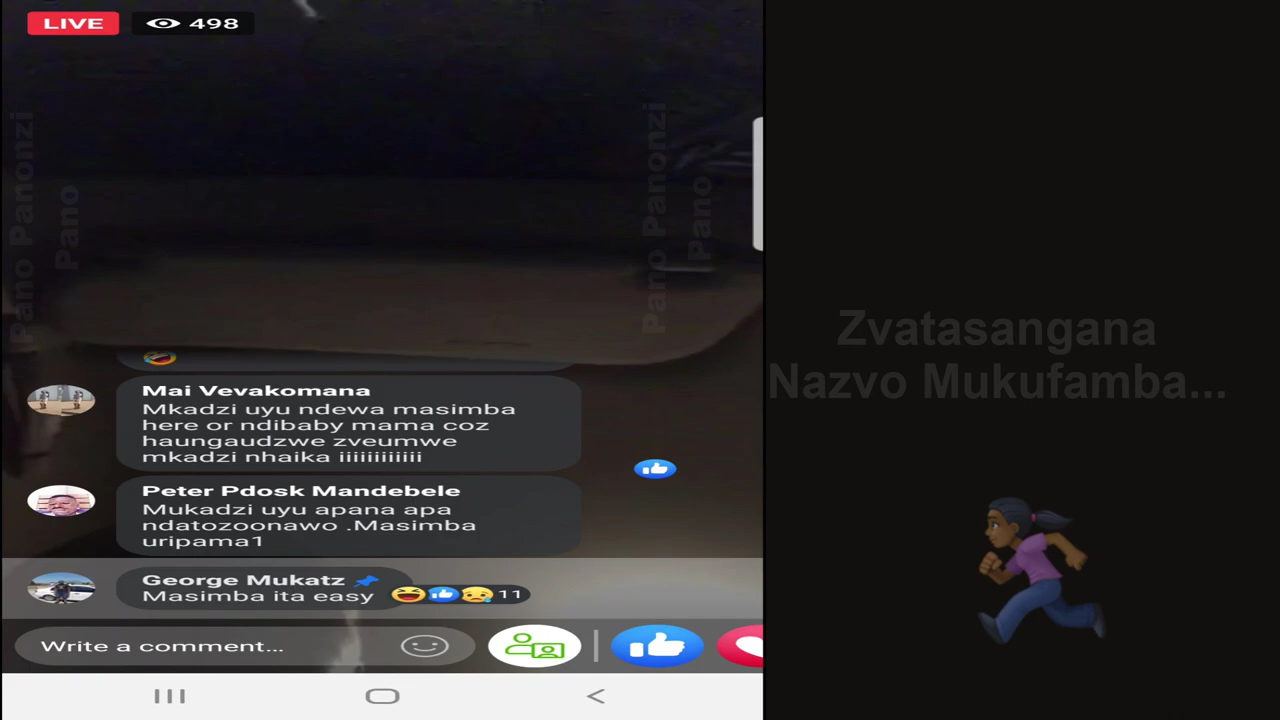 LIVE
498
Pano Panonzi
Pano
Pano Panonzi
Pano
Mai Vevakomana
Mkadzi uyu ndewa masimba
here or ndibaby mama coz
haungaudzwe zveumwe
mkadzi nhaika iiiiiiiiiiii
Peter Pdosk Mandebele
Mukadzi uyu apana apa
ndatozoonawo .Masimba
uripama1
George Mukatz
Masimba ita easy
11
Write a comment...
Zvatasangana
Nazvo Mukufamba...